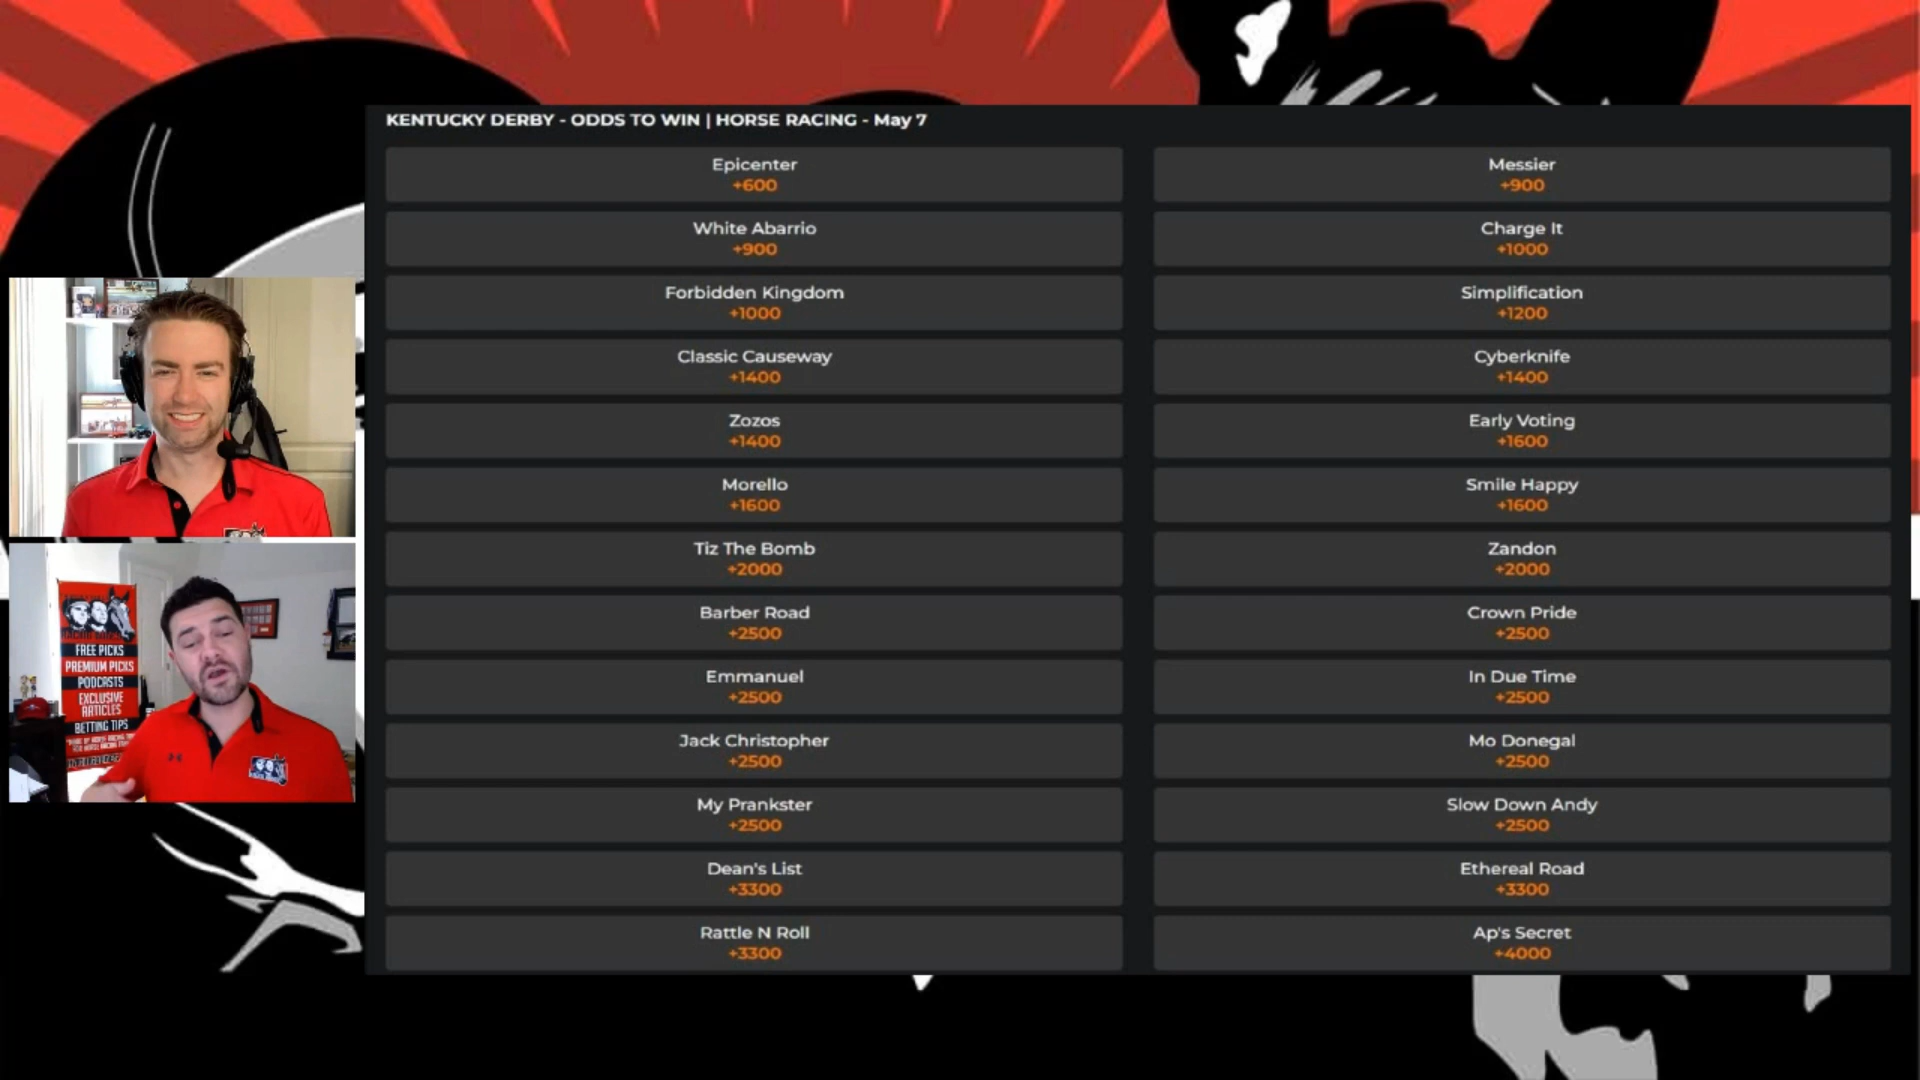 KENTUCKY DERBY - ODDS TO WIN | HORSE RACING - May 7
Epicenter
+600
Messier
+900
White Abarrio
+900
Charge It
+1000
Forbidden Kingdom
+1000
Simplification
+1200
Classic Causeway
+1400
Cyberknife
+1400
Zozos
+1400
Early Voting
+1600
Morello
+1600
Smile Happy
+1600
Tiz The Bomb
+2000
Zandon
+2000
Barber Road
+2500
Crown Pride
+2500
Emmanuel
+2500
In Due Time
+2500
Jack Christopher
+2500
Mo Donegal
+2500
My Prankster
+2500
Slow Down Andy
+2500
Dean's List
+3300
Ethereal Road
+3300
Rattle N Roll
+3300
Ap's Secret
+4000
FREE PICKS
PREMIUM PICKS
PODCASTS
EXCLUSIVE
ARTICLES
BETTING TIPS